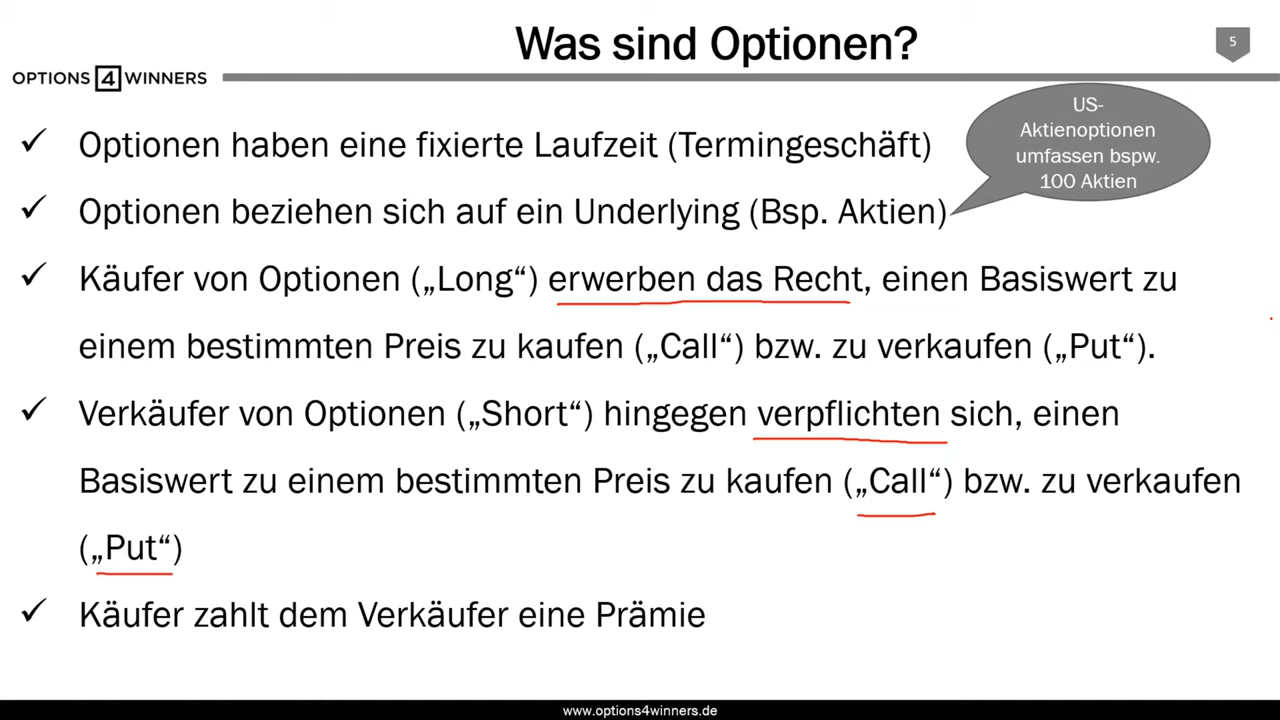 Was sind Optionen?
5
OPTIONS 4 WINNERS
US-
Aktienoptionen
umfassen bspw.
100 Aktien
✓ Optionen haben eine fixierte Laufzeit (Termingeschäft)
✓ Optionen beziehen sich auf ein Underlying (Bsp. Aktien)
✓ Käufer von Optionen („Long“) erwerben das Recht, einen Basiswert zu
einem bestimmten Preis zu kaufen („Call“) bzw. zu verkaufen („Put“).
✓ Verkäufer von Optionen („Short“) hingegen verpflichten sich, einen
Basiswert zu einem bestimmten Preis zu kaufen („Call“) bzw. zu verkaufen
(„Put“)
✓ Käufer zahlt dem Verkäufer eine Prämie
www.options4winners.de